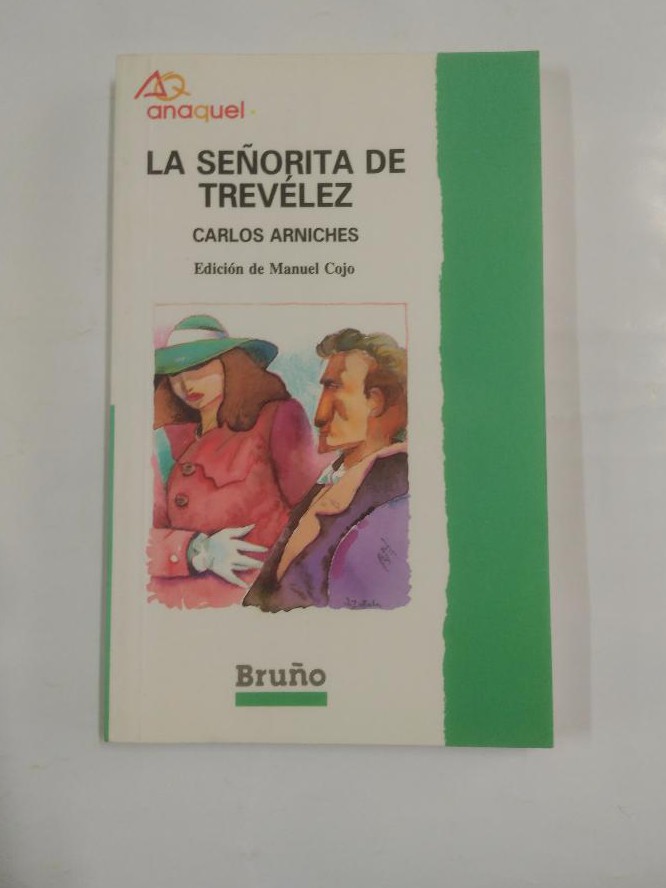 AQ
anaquel
LA SEÑORITA DE
TREVÉLEZ
CARLOS ARNICHES
Edición de Manuel Cojo
Bruño